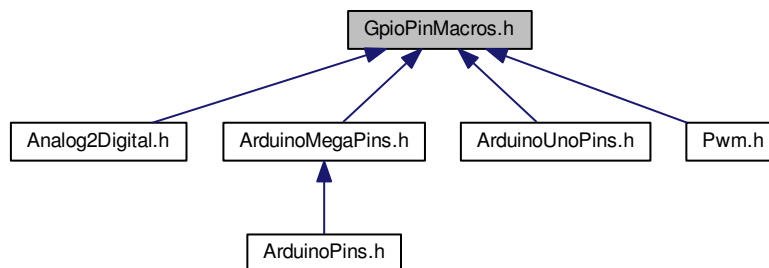 GpioPinMacros.h
Analog2Digital.h
ArduinoMegaPins.h
ArduinoUnoPins.h
Pwm.h
ArduinoPins.h